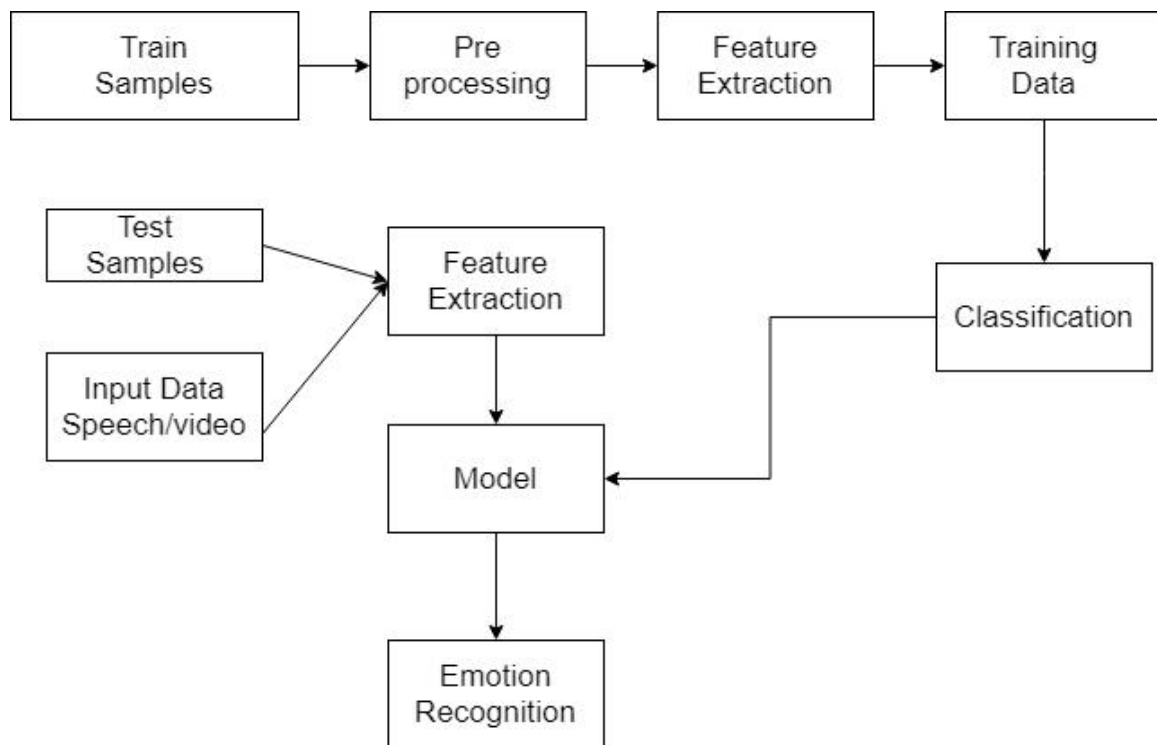 Train
Samples
Pre
processing
Feature
Extraction
Training
Data
Test
Samples
Feature
Extraction
Classification
Input Data
Speech/video
Model
Emotion
Recognition